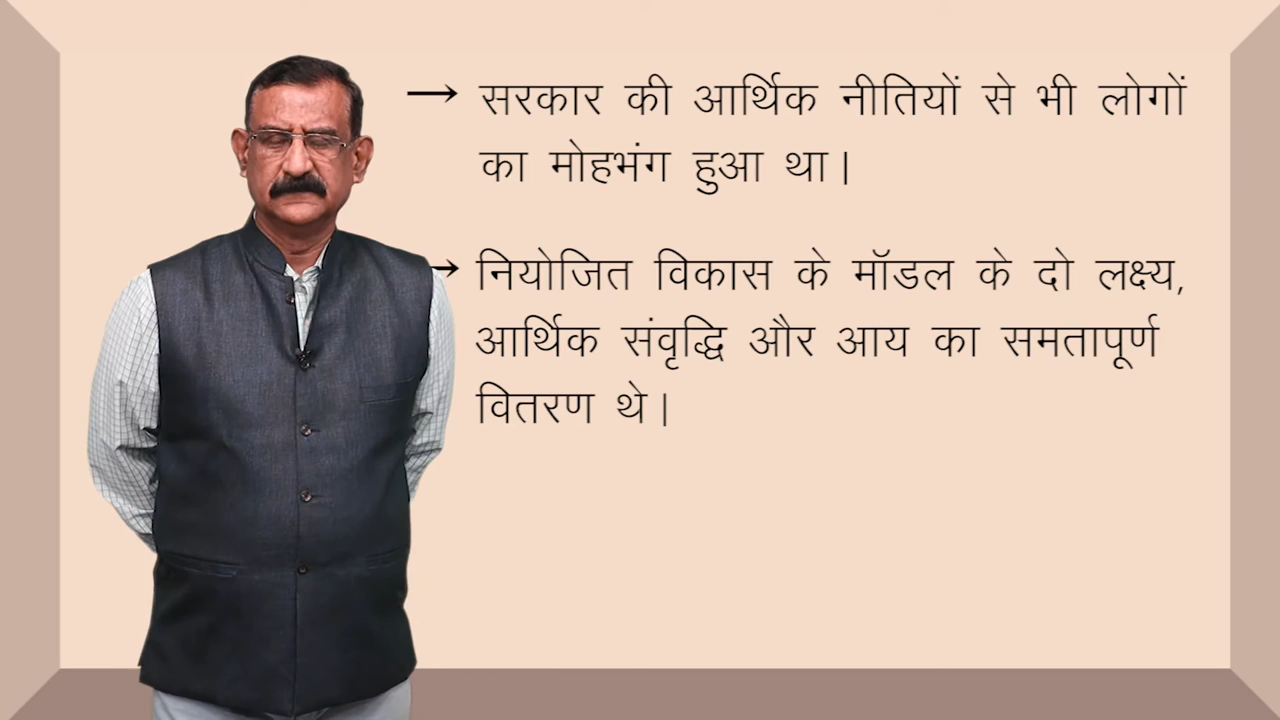 → सरकार की आर्थिक नीतियों से भी लोगों
का मोहभंग हुआ था।
→ नियोजित विकास के मॉडल के दो लक्ष्य,
आर्थिक संवृद्धि और आय का समतापूर्ण
वितरण थे।